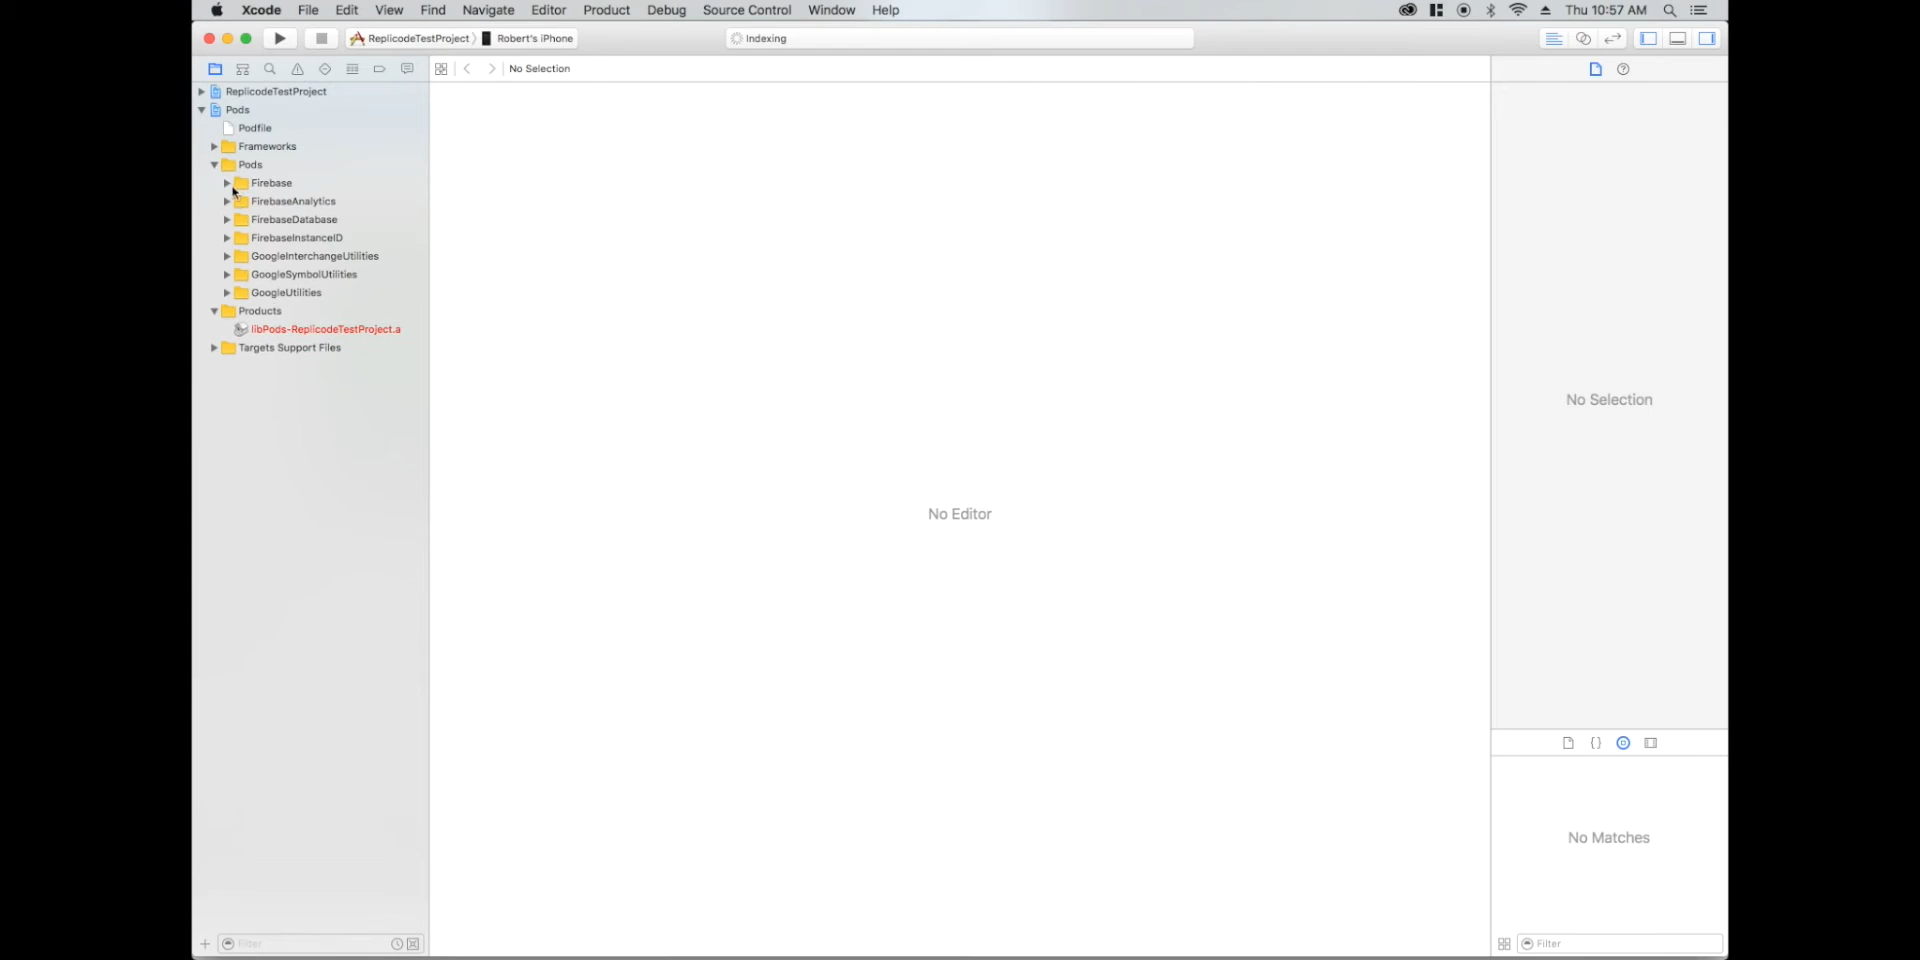 Xcode File Edit View Find Navigate Editor Product Debug Source Control Window Help Thu 10:57 AM
ReplicodeTestProject Robert's iPhone Indexing
No Selection
ReplicodeTestProject
Pods
Podfile
Frameworks
Pods
Firebase
FirebaseAnalytics
FirebaseDatabase
FirebaseInstanceID
GoogleInterchangeUtilities
GoogleSymbolUtilities
GoogleUtilities
Products
libPods-ReplicodeTestProject.a
Targets Support Files
No Selection
No Editor
No Matches
Filter
Filter